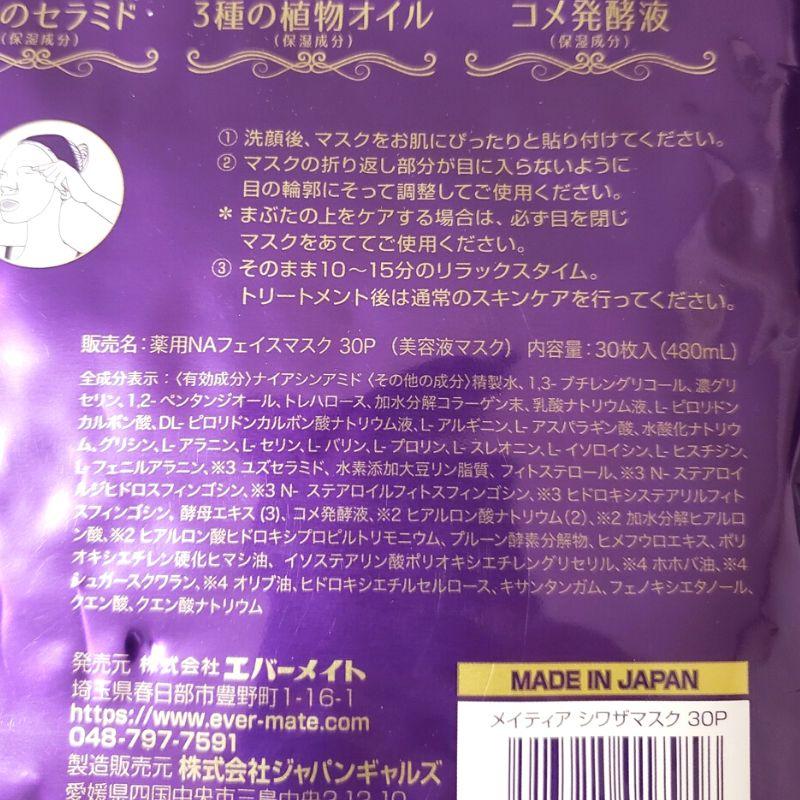 のセラミド
(保湿成分)
3種の植物オイル
(保湿成分)
コメ発酵液
(保湿成分)
① 洗顔後、マスクをお肌にぴったりと貼り付けてください。
② マスクの折り返し部分が目に入らないように
目の輪郭にそって調整してご使用ください。
* まぶたの上をケアする場合は、必ず目を閉じ
マスクをあててご使用ください。
③ そのまま10〜15分のリラックスタイム。
トリートメント後は通常のスキンケアを行ってください。
販売名：薬用NAフェイスマスク 30P （美容液マスク） 内容量：30枚入（480mL）
全成分表示：〈有効成分〉ナイアシンアミド〈その他の成分〉精製水、1,3-ブチレングリコール、濃グリ
セリン、1,2-ペンタンジオール、トレハロース、加水分解コラーゲン末、乳酸ナトリウム液、L-ピロリドン
カルボン酸、DL-ピロリドンカルボン酸ナトリウム液、L-アルギニン、L-アスパラギン酸、水酸化ナトリウ
ム、グリシン、L-アラニン、L-セリン、L-バリン、L-プロリン、L-スレオニン、L-イソロイシン、L-ヒスチジン、
L-フェニルアラニン、※3 ユズセラミド、水素添加大豆リン脂質、フィトステロール、※3 N-ステアロイ
ルジヒドロスフィンゴシン、※3 N-ステアロイルフィトスフィンゴシン、※3 ヒドロキシステアリルフィト
スフィンゴシン、酵母エキス(3)、コメ発酵液、※2 ヒアルロン酸ナトリウム(2)、※2 加水分解ヒアルロ
ン酸、※2 ヒアルロン酸ヒドロキシプロピルトリモニウム、プルーン酵素分解物、ヒメフウロエキス、ポリ
オキシエチレン硬化ヒマシ油、イソステアリン酸ポリオキシエチレングリセリル、※4 ホホバ油、※4
シュガースクワラン、※4 オリブ油、ヒドロキシエチルセルロース、キサンタンガム、フェノキシエタノール、
クエン酸、クエン酸ナトリウム
発売元 株式会社エバーメイト
埼玉県春日部市豊野町1-16-1
https://www.ever-mate.com
048-797-7591
製造販売元 株式会社ジャパンギャルズ
愛媛県四国中央市三島中央2-12-10
MADE IN JAPAN
メイティア シワザマスク 30P